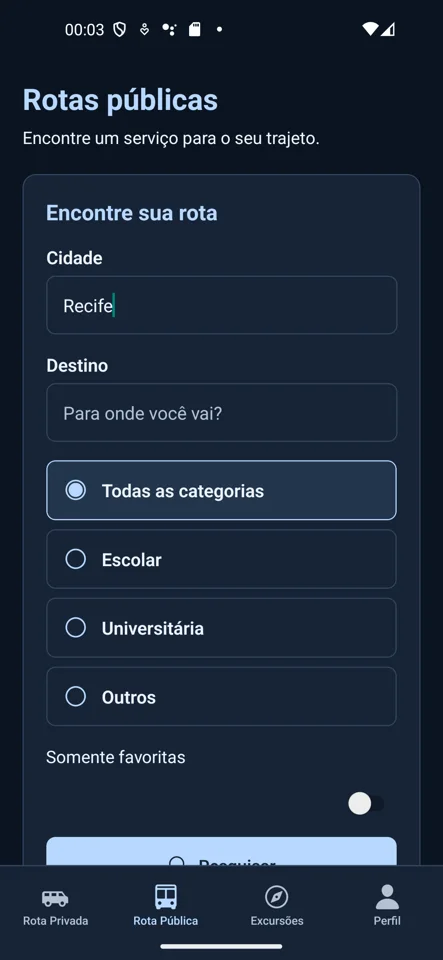 00:03
Rotas públicas
Encontre um serviço para o seu trajeto.
Encontre sua rota
Cidade
Recife
Destino
Para onde você vai?
Todas as categorias
Escolar
Universitária
Outros
Somente favoritas
Pesquisar
Rota Privada
Rota Pública
Excursões
Perfil